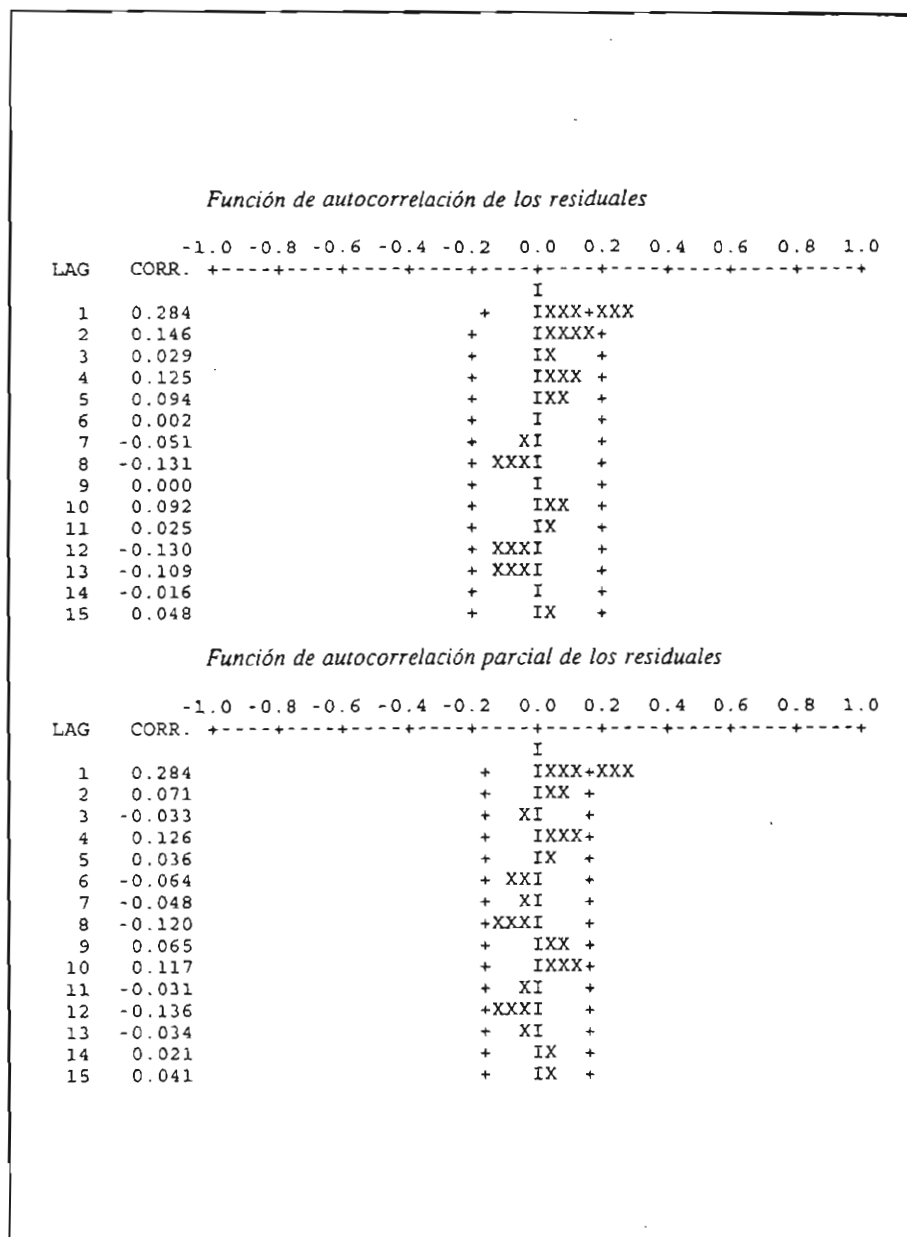 Función de autocorrelación de los residuales
-1.0 -0.8 -0.6 -0.4 -0.2 0.0 0.2 0.4 0.6 0.8 1.0
LAG CORR. +----+----+----+----+----+----+----+----+----+----+
I
1 0.284 + IXXX+XXX
2 0.146 + IXXXX+
3 0.029 + IX +
4 0.125 + IXXX +
5 0.094 + IXX +
6 0.002 + I +
7 -0.051 + XI +
8 -0.131 + XXXI +
9 0.000 + I +
10 0.092 + IXX +
11 0.025 + IX +
12 -0.130 + XXXI +
13 -0.109 + XXXI +
14 -0.016 + I +
15 0.048 + IX +
Función de autocorrelación parcial de los residuales
-1.0 -0.8 -0.6 -0.4 -0.2 0.0 0.2 0.4 0.6 0.8 1.0
LAG CORR. +----+----+----+----+----+----+----+----+----+----+
I
1 0.284 + IXXX+XXX
2 0.071 + IXX +
3 -0.033 + XI +
4 0.126 + IXXX+
5 0.036 + IX +
6 -0.064 + XXI +
7 -0.048 + XI +
8 -0.120 +XXXI +
9 0.065 + IXX +
10 0.117 + IXXX+
11 -0.031 + XI +
12 -0.136 +XXXI +
13 -0.034 + XI +
14 0.021 + IX +
15 0.041 + IX +